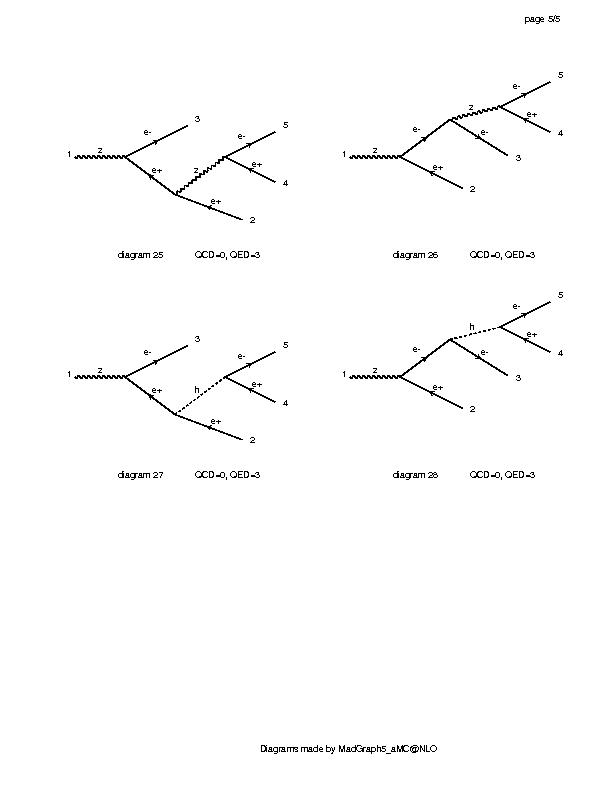 page 5/5
1
z
e-
3
e+
z
e-
5
e+
4
e+
2
diagram 25 QCD=0, QED=3
1
z
e-
z
e-
5
e+
4
e-
3
e+
2
diagram 26 QCD=0, QED=3
1
z
e-
3
e+
h
e-
5
e+
4
e+
2
diagram 27 QCD=0, QED=3
1
z
e-
h
e-
5
e+
4
e-
3
e+
2
diagram 28 QCD=0, QED=3
Diagrams made by MadGraph5_aMC@NLO